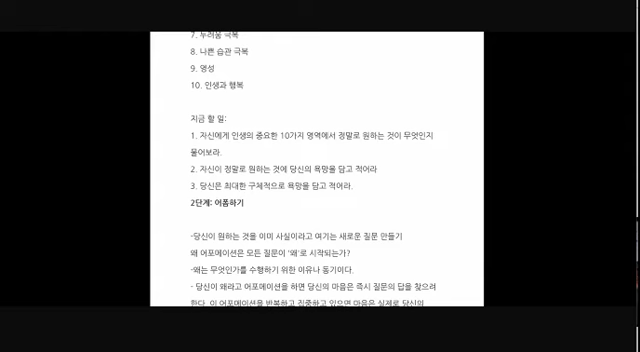 7. 두려움 극복
8. 나쁜 습관 극복
9. 영성
10. 인생과 행복
지금 할 일:
1. 자신에게 인생의 중요한 10가지 영역에서 정말로 원하는 것이 무엇인지
물어보라.
2. 자신이 정말로 원하는 것에 당신의 욕망을 담고 적어라
3. 당신은 최대한 구체적으로 욕망을 담고 적어라.
2단계: 어폼하기
-당신이 원하는 것을 이미 사실이라고 여기는 새로운 질문 만들기
왜 어포메이션은 모든 질문이 '왜'로 시작되는가?
-왜는 무엇인가를 수행하기 위한 이유나 동기이다.
- 당신이 왜라고 어포메이션을 하면 당신의 마음은 즉시 질문의 답을 찾으려
한다. 이 어포메이션을 반복하고 집중하고 있으면 마음은 실제로 당신의